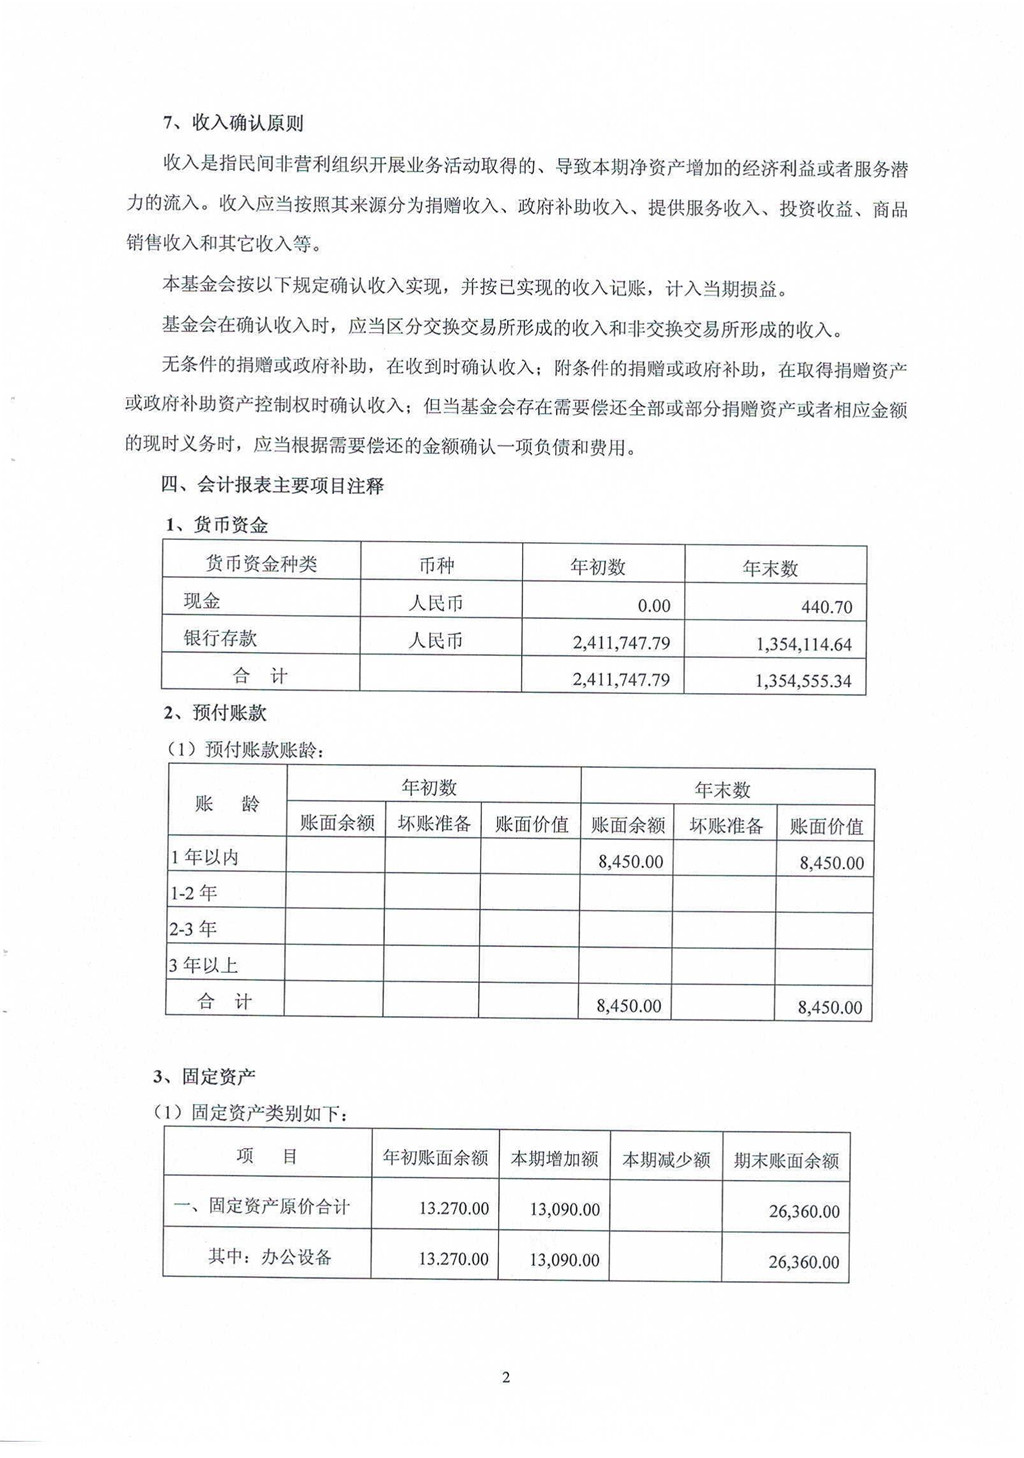 7、收入确认原则
收入是指民间非营利组织开展业务活动取得的、导致本期净资产增加的经济利益或者服务潜
力的流入。收入应当按照其来源分为捐赠收入、政府补助收入、提供服务收入、投资收益、商品
销售收入和其它收入等。
本基金会按以下规定确认收入实现，并按已实现的收入记账，计入当期损益。
基金会在确认收入时，应当区分交换交易所形成的收入和非交换交易所形成的收入。
无条件的捐赠或政府补助，在收到时确认收入；附条件的捐赠或政府补助，在取得捐赠资产
或政府补助资产控制权时确认收入；但当基金会存在需要偿还全部或部分捐赠资产或者相应金额
的现时义务时，应当根据需要偿还的金额确认一项负债和费用。
四、会计报表主要项目注释
1、货币资金
货币资金种类 币种 年初数 年末数
现金 人民币 0.00 440.70
银行存款 人民币 2,411,747.79 1,354,114.64
合 计 2,411,747.79 1,354,555.34
2、预付账款
（1）预付账款账龄：
账 龄 年初数 年末数
账面余额 坏账准备 账面价值 账面余额 坏账准备 账面价值
1 年以内 8,450.00 8,450.00
1-2 年
2-3 年
3 年以上
合 计 8,450.00 8,450.00
3、固定资产
（1）固定资产类别如下：
项 目 年初账面余额 本期增加额 本期减少额 期末账面余额
一、固定资产原价合计 13.270.00 13,090.00 26,360.00
其中：办公设备 13.270.00 13,090.00 26,360.00
2